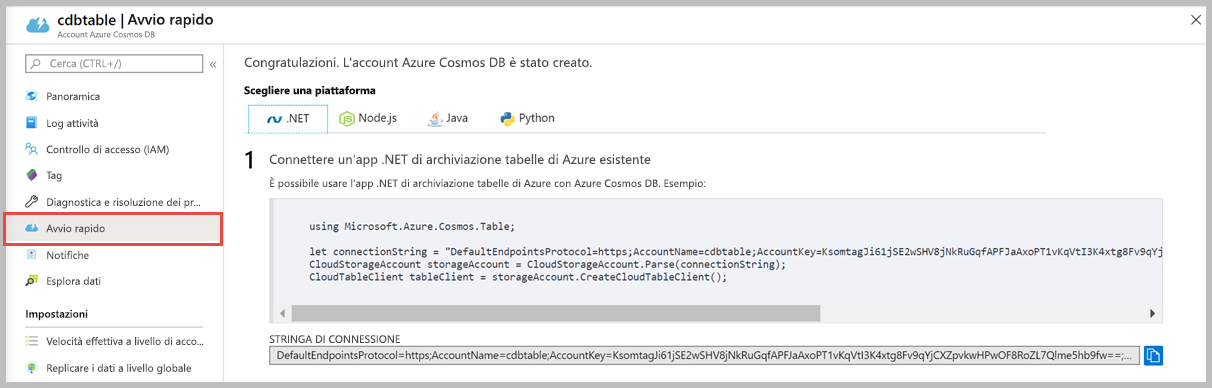 cdbtable | Avvio rapido
Account Azure Cosmos DB
Cerca (CTRL+/)
Panoramica
Log attività
Controllo di accesso (IAM)
Tag
Diagnostica e risoluzione dei pr...
Avvio rapido
Notifiche
Esplora dati
Impostazioni
Velocità effettiva a livello di acco...
Replicare i dati a livello globale
Congratulazioni. L'account Azure Cosmos DB è stato creato.
Scegliere una piattaforma
.NET Node.js Java Python
1 Connettere un'app .NET di archiviazione tabelle di Azure esistente
È possibile usare l'app .NET di archiviazione tabelle di Azure con Azure Cosmos DB. Esempio:
using Microsoft.Azure.Cosmos.Table;
let connectionString = "DefaultEndpointsProtocol=https;AccountName=cdbtable;AccountKey=KsomtagJi61jSE2wSHV8jNkRuGqfAPFJaAxoPT1vKqVtI3K4xtg8Fv9qYj
CloudStorageAccount storageAccount = CloudStorageAccount.Parse(connectionString);
CloudTableClient tableClient = storageAccount.CreateCloudTableClient();
STRINGA DI CONNESSIONE
DefaultEndpointsProtocol=https;AccountName=cdbtable;AccountKey=KsomtagJi61jSE2wSHV8jNkRuGqfAPFJaAxoPT1vKqVtI3K4xtg8Fv9qYjCXZpvkwHPwOF8RoZL7Qlme5hb9fw==;...